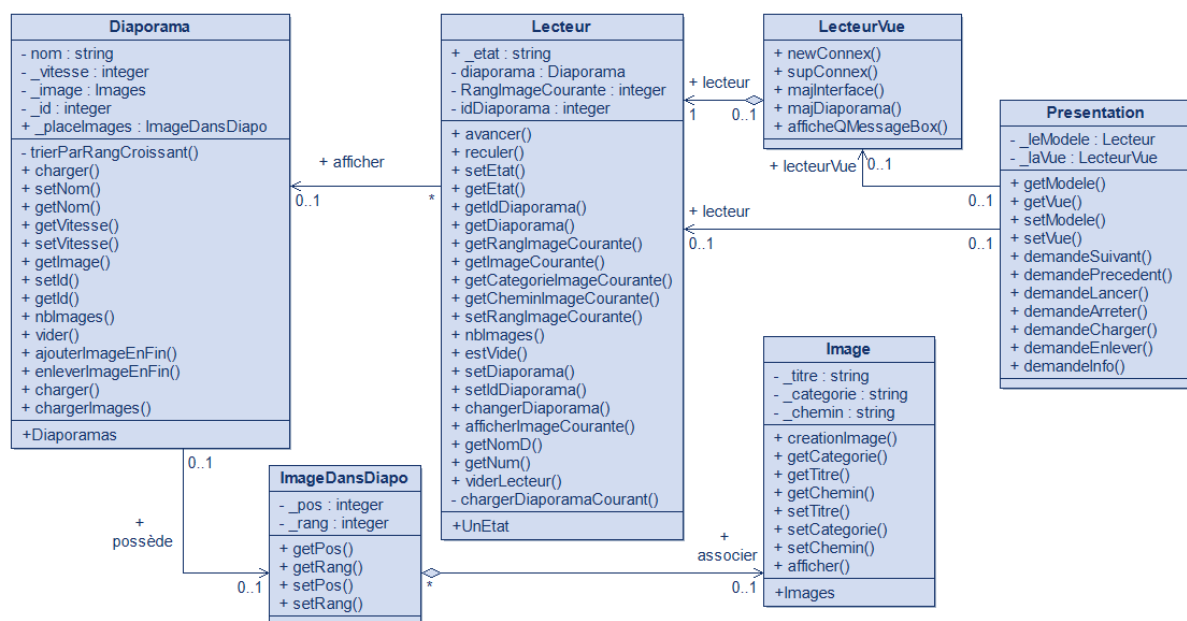 Diaporama
- nom : string
- _vitesse : integer
- _image : Images
- _id : integer
+ _placeImages : ImageDansDiapo
- trierParRangCroissant()
+ charger()
+ setNom()
+ getNom()
+ getVitesse()
+ setVitesse()
+ getImage()
+ setId()
+ getId()
+ nbImages()
+ vider()
+ ajouterImageEnFin()
+ enleverImageEnFin()
+ charger()
+ chargerImages()
+Diaporamas
+ afficher
0..1
*
Lecteur
+ _etat : string
- diaporama : Diaporama
- RangImageCourante : integer
- idDiaporama : integer
+ avancer()
+ reculer()
+ setEtat()
+ getEtat()
+ getIdDiaporama()
+ getDiaporama()
+ getRangImageCourante()
+ getImageCourante()
+ getCategorieImageCourante()
+ getCheminImageCourante()
+ setRangImageCourante()
+ nbImages()
+ estVide()
+ setDiaporama()
+ setIdDiaporama()
+ changerDiaporama()
+ afficherImageCourante()
+ getNomD()
+ getNum()
+ viderLecteur()
- chargerDiaporamaCourant()
+UnEtat
+ lecteur
1
0..1
LecteurVue
+ newConnex()
+ supConnex()
+ majInterface()
+ majDiaporama()
+ afficheQMessageBox()
+ lecteurVue
0..1
0..1
+ lecteur
0..1
0..1
Presentation
- _leModele : Lecteur
- _laVue : LecteurVue
+ getModele()
+ getVue()
+ setModele()
+ setVue()
+ demandeSuivant()
+ demandePrecedent()
+ demandeLancer()
+ demandeArreter()
+ demandeCharger()
+ demandeEnlever()
+ demandeInfo()
0..1
+
possède
0..1
ImageDansDiapo
- _pos : integer
- _rang : integer
+ getPos()
+ getRang()
+ setPos()
+ setRang()
*
+
associer
0..1
Image
- _titre : string
- _categorie : string
- _chemin : string
+ creationImage()
+ getCategorie()
+ getTitre()
+ getChemin()
+ setTitre()
+ setCategorie()
+ setChemin()
+ afficher()
+Images